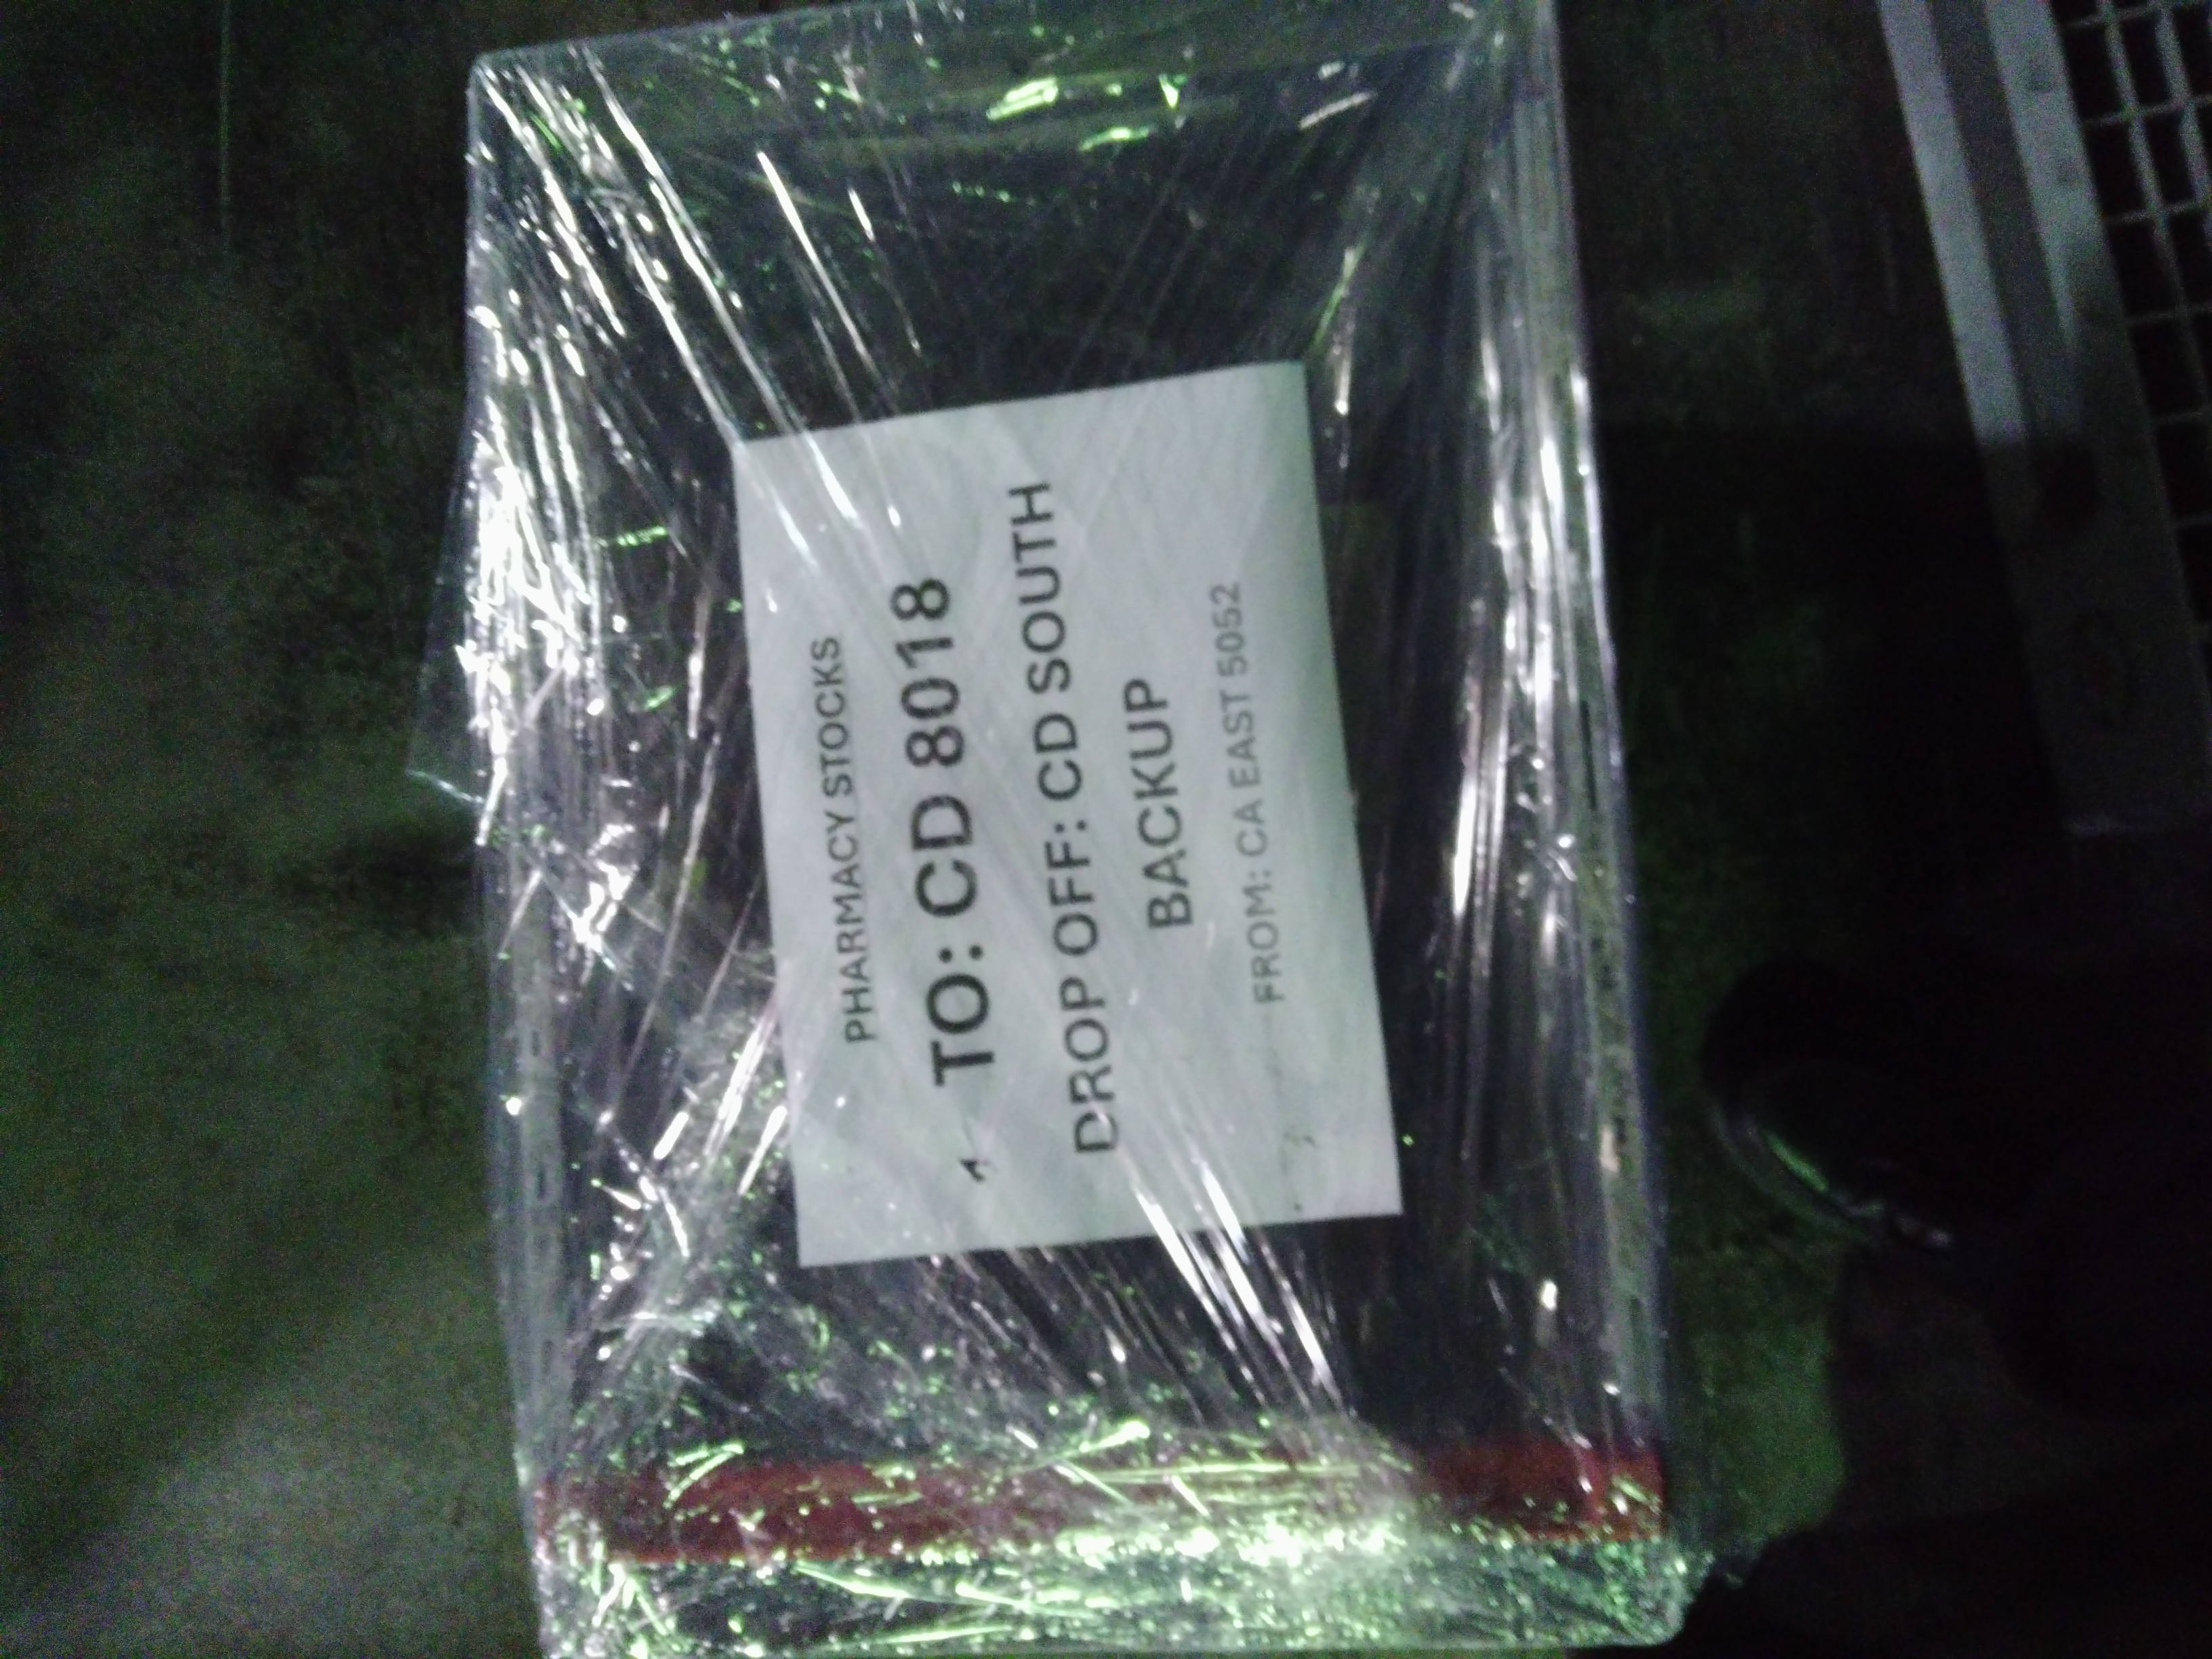 PHARMACY STOCKS
TO: CD 8018
DROP OFF: CD SOUTH
BACKUP
FROM: CA EAST 5052